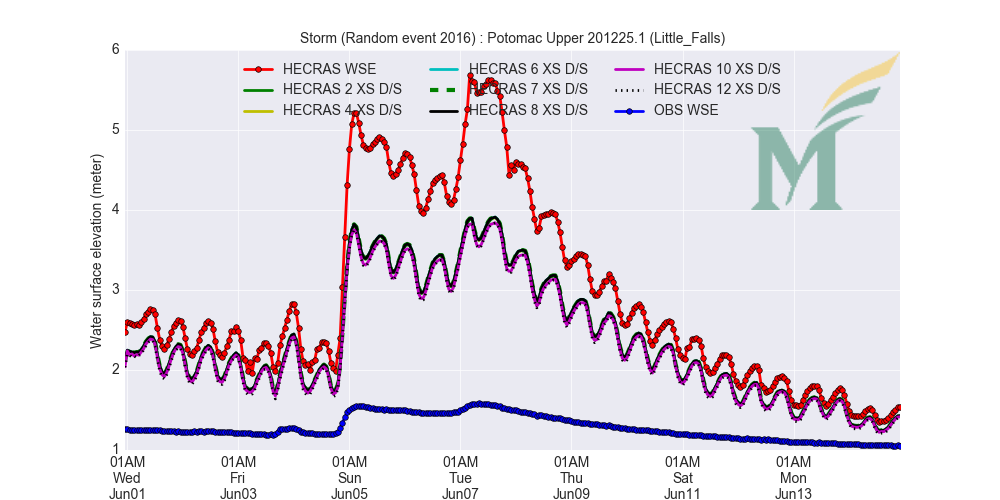 Storm (Random event 2016) : Potomac Upper 201225.1 (Little_Falls)
HECRAS WSE
HECRAS 2 XS D/S
HECRAS 4 XS D/S
HECRAS 6 XS D/S
HECRAS 7 XS D/S
HECRAS 8 XS D/S
HECRAS 10 XS D/S
HECRAS 12 XS D/S
OBS WSE
M
Water surface elevation (meter)
6
5
4
3
2
1
01AM Wed Jun01
01AM Fri Jun03
01AM Sun Jun05
01AM Tue Jun07
01AM Thu Jun09
01AM Sat Jun11
01AM Mon Jun13